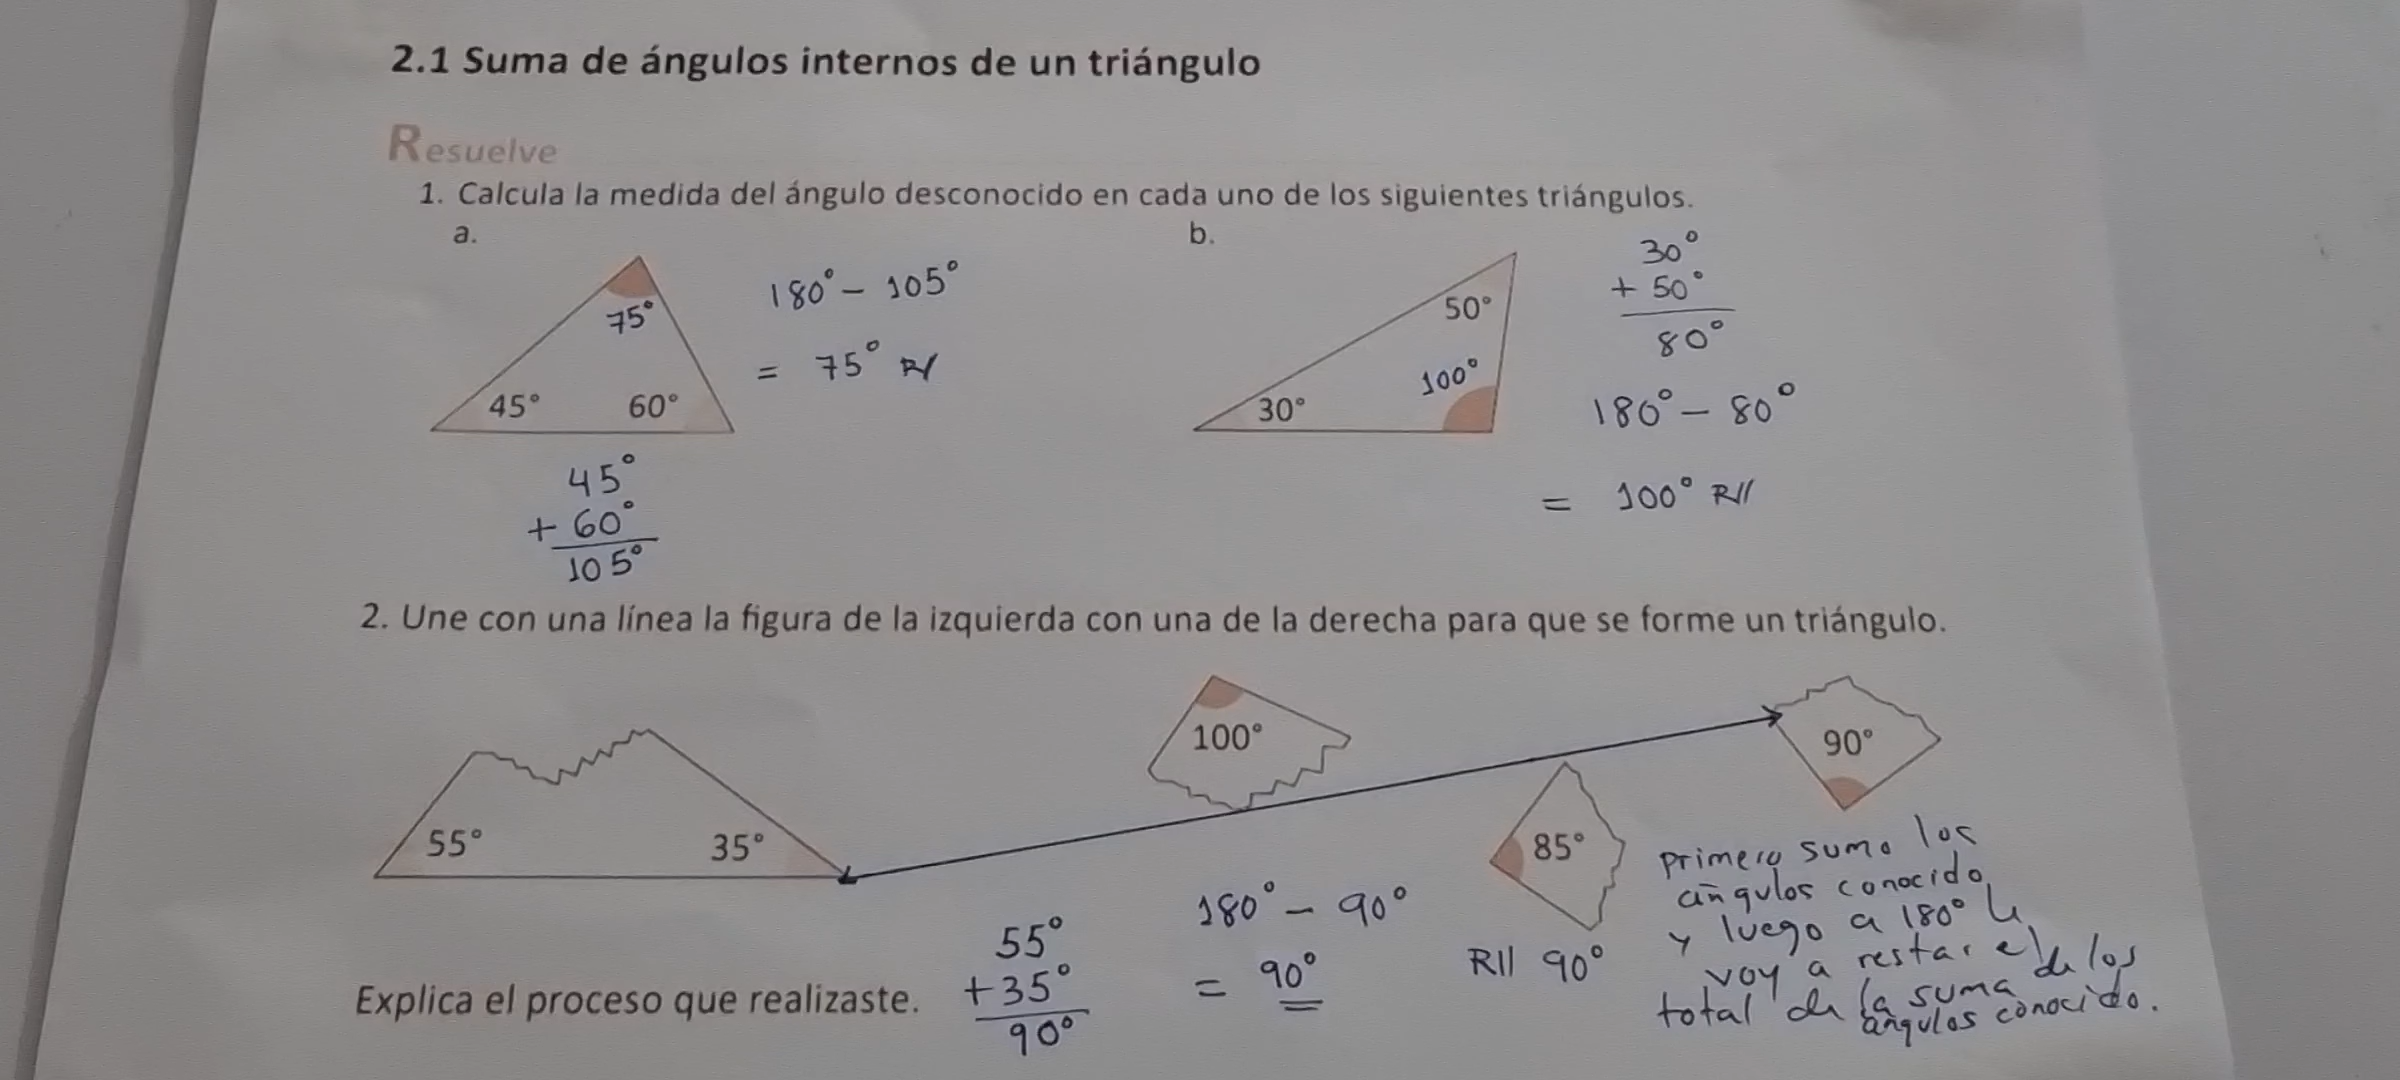 2.1 Suma de ángulos internos de un triángulo
Resuelve
1. Calcula la medida del ángulo desconocido en cada uno de los siguientes triángulos.
a.
75°
45°
60°
180° - 105°
= 75° R/
45°
+ 60°
105°
b.
50°
100°
30°
30°
+ 50°
80°
180° - 80°
= 100° R//
2. Une con una línea la figura de la izquierda con una de la derecha para que se forme un triángulo.
55°
35°
100°
85°
90°
Explica el proceso que realizaste.
55°
+35°
90°
180° - 90°
= 90°
R// 90°
primero sumo los
ángulos conocido
y luego a 180° le
voy a restar el
total de la suma de los
ángulos conocido.